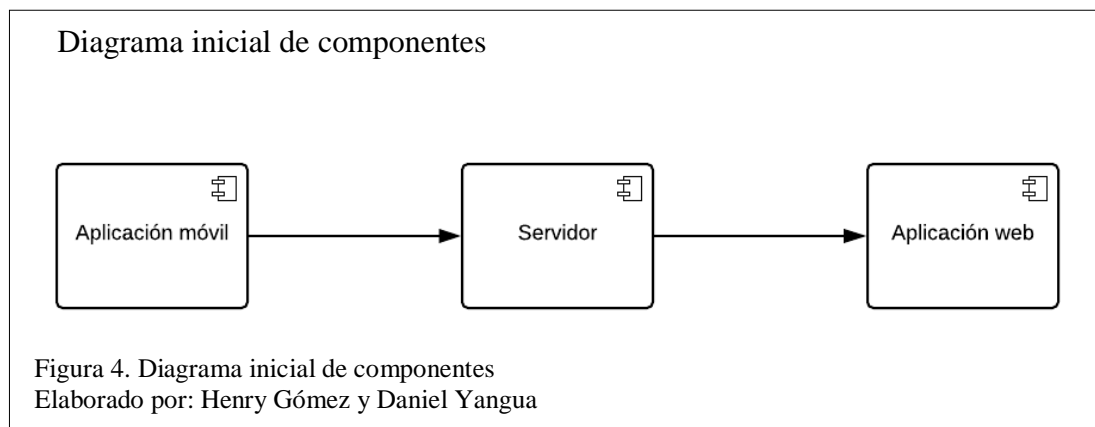 Diagrama inicial de componentes
Aplicación móvil
Servidor
Aplicación web
Figura 4. Diagrama inicial de componentes
Elaborado por: Henry Gómez y Daniel Yangua